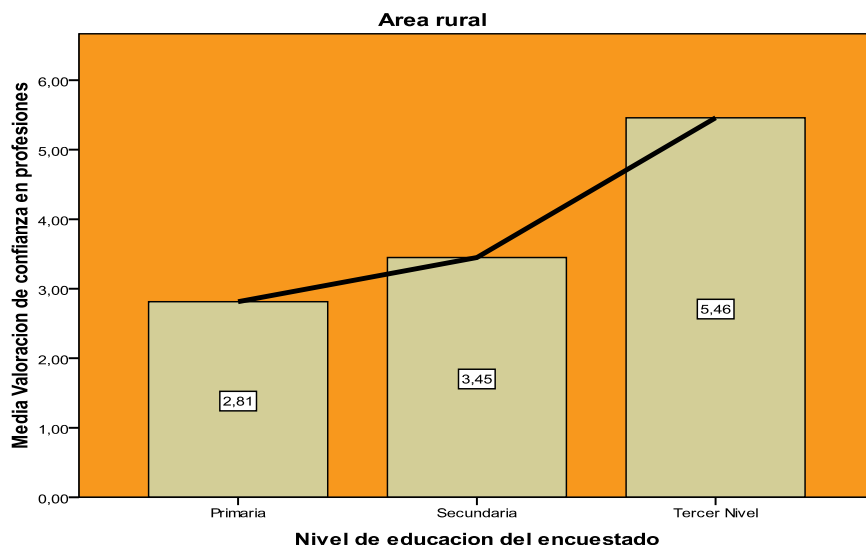 Area rural
Media Valoracion de confianza en profesiones
6,00
5,00
4,00
3,00
2,00
1,00
0,00
2,81
3,45
5,46
Primaria
Secundaria
Tercer Nivel
Nivel de educacion del encuestado